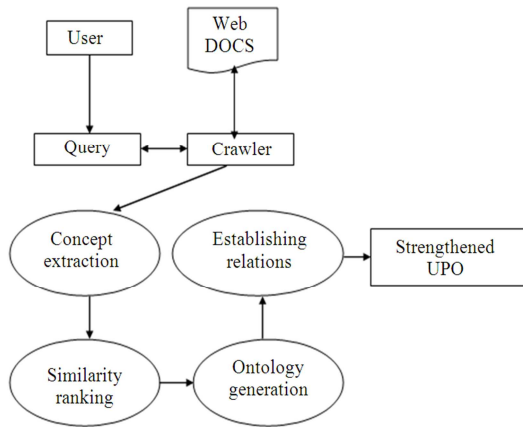 User
Web
DOCS
Query
Crawler
Concept
extraction
Establishing
relations
Strengthened
UPO
Similarity
ranking
Ontology
generation